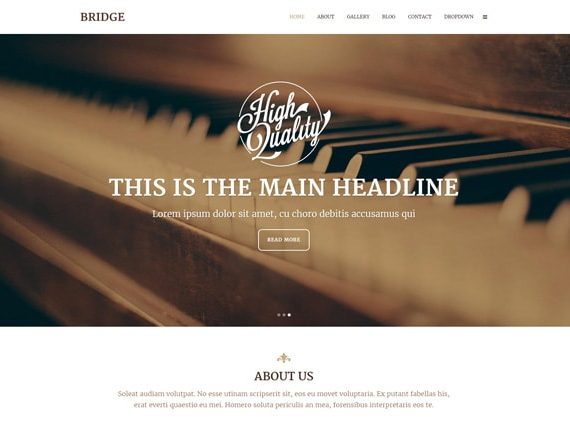 BRIDGE
HOME ABOUT GALLERY BLOG CONTACT DROPDOWN
High
Quality
THIS IS THE MAIN HEADLINE
Lorem ipsum dolor sit amet, cu choro debitis accusamus qui
READ MORE
ABOUT US
Soleat audiam volutpat. No esse utinam scripserit sit, eos eu movet voluptaria. Ex putant fabellas his,
erat everti quaestio eu mei. Homero soluta periculis an mea, forensibus interpretaris eos te.